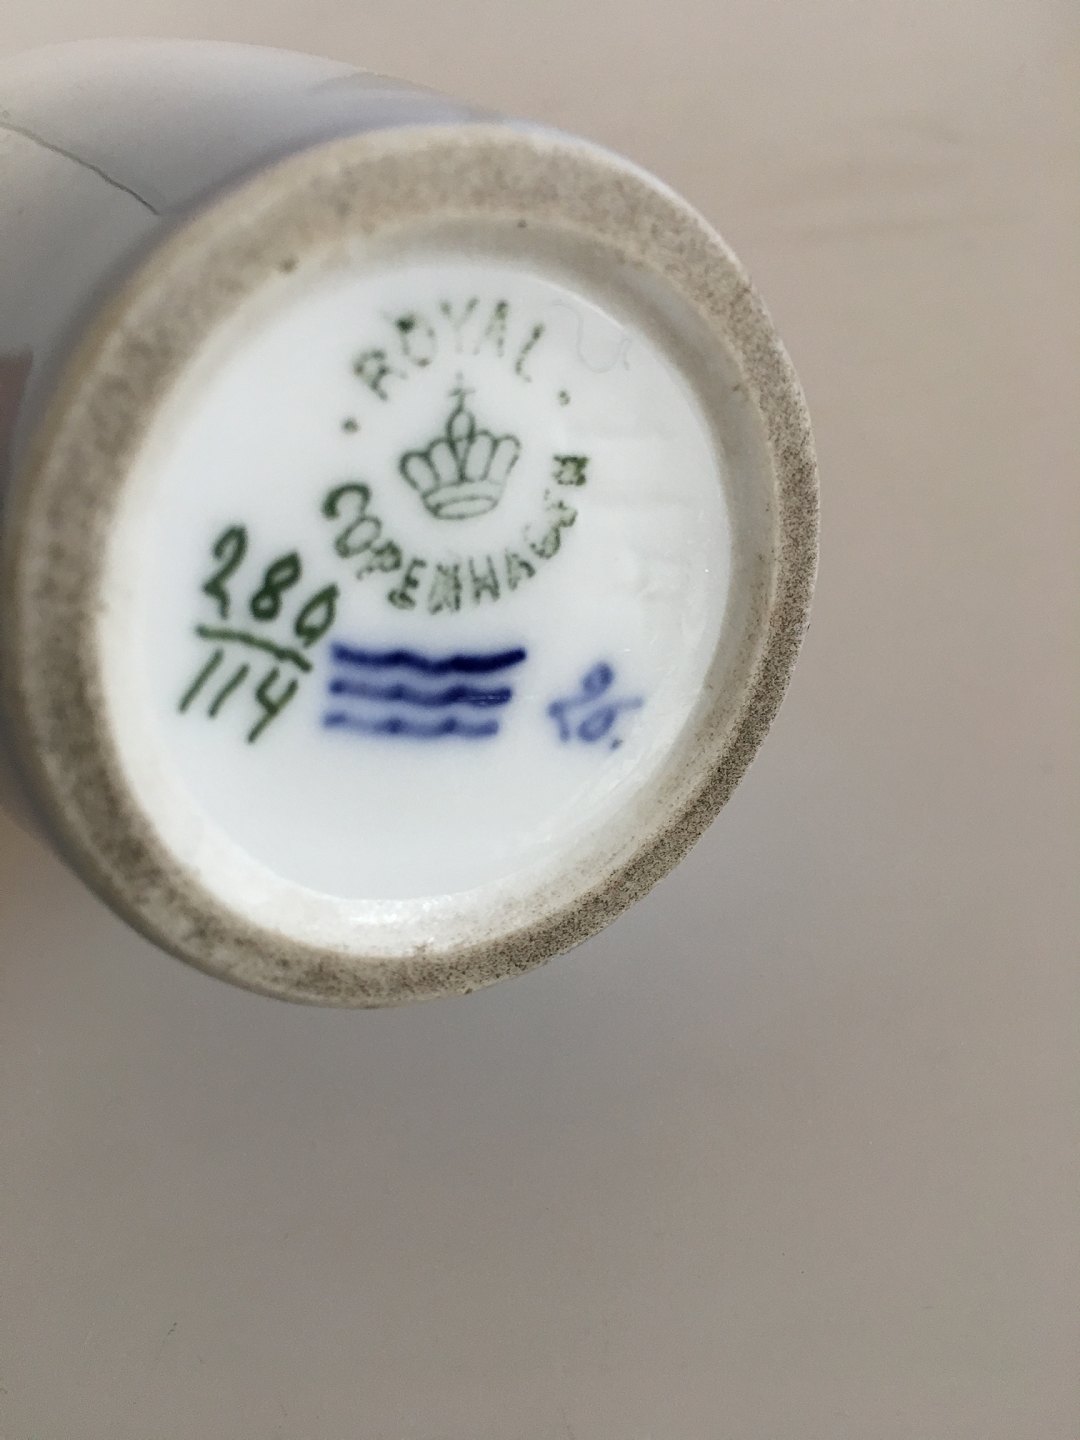 · ROYAL ·
COPENHAGEN
280
114